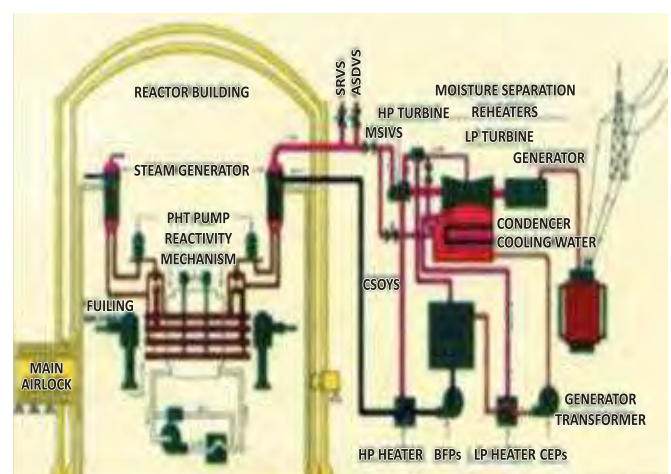 REACTOR BUILDING
SRVS
ASDVS
MOISTURE SEPARATION
REHEATERS
HP TURBINE
MSIVS
LP TURBINE
GENERATOR
STEAM GENERATOR
PHT PUMP
REACTIVITY
MECHANISM
CONDENCER
COOLING WATER
CSOYS
FUILING
MAIN
AIRLOCK
GENERATOR
TRANSFORMER
HP HEATER
BFPs
LP HEATER
CEPs